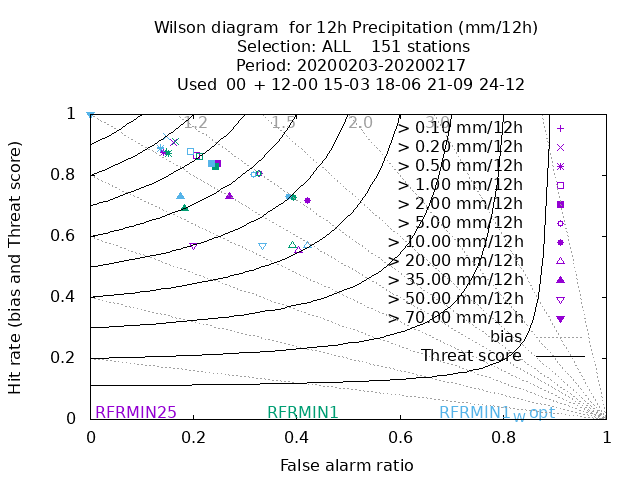 Wilson diagram  for 12h Precipitation (mm/12h)
Selection: ALL    151 stations
Period: 20200203-20200217
Used  00 + 12-00 15-03 18-06 21-09 24-12
Hit rate (bias and Threat score)
1
0.8
0.6
0.4
0.2
0
1.2 1.5 2.0 3.0
> 0.10 mm/12h
> 0.20 mm/12h
> 0.50 mm/12h
> 1.00 mm/12h
> 2.00 mm/12h
> 5.00 mm/12h
> 10.00 mm/12h
> 20.00 mm/12h
> 35.00 mm/12h
> 50.00 mm/12h
> 70.00 mm/12h
bias
Threat score
RFRMIN25 RFRMIN1 RFRMIN1_w_opt
0 0.2 0.4 0.6 0.8 1
False alarm ratio